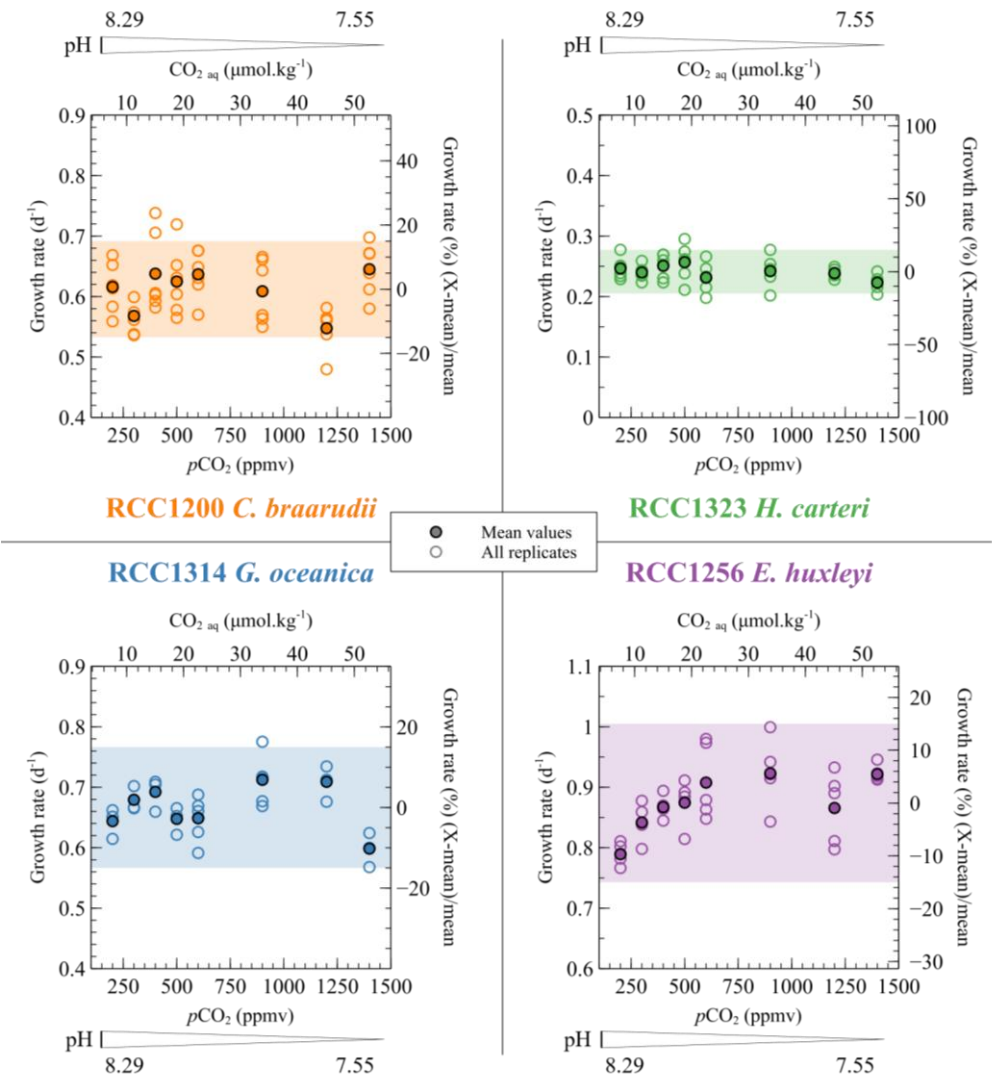 8.29 7.55
pH
CO2 aq (μmol.kg-1)
10 20 30 40 50
0.9
0.8
0.7
0.6
0.5
0.4
Growth rate (d-1)
40
20
0
−20
Growth rate (%) (X-mean)/mean
250 500 750 1000 1250 1500
pCO2 (ppmv)
RCC1200 C. braarudii
8.29 7.55
pH
CO2 aq (μmol.kg-1)
10 20 30 40 50
0.5
0.4
0.3
0.2
0.1
0
Growth rate (d-1)
100
50
0
−50
−100
Growth rate (%) (X-mean)/mean
250 500 750 1000 1250 1500
pCO2 (ppmv)
RCC1323 H. carteri
Mean values
All replicates
RCC1314 G. oceanica
CO2 aq (μmol.kg-1)
10 20 30 40 50
0.9
0.8
0.7
0.6
0.5
0.4
Growth rate (d-1)
20
0
−20
Growth rate (%) (X-mean)/mean
250 500 750 1000 1250 1500
pCO2 (ppmv)
pH
8.29 7.55
RCC1256 E. huxleyi
CO2 aq (μmol.kg-1)
10 20 30 40 50
1.1
1
0.9
0.8
0.7
0.6
Growth rate (d-1)
20
10
0
−10
−20
−30
Growth rate (%) (X-mean)/mean
250 500 750 1000 1250 1500
pCO2 (ppmv)
pH
8.29 7.55